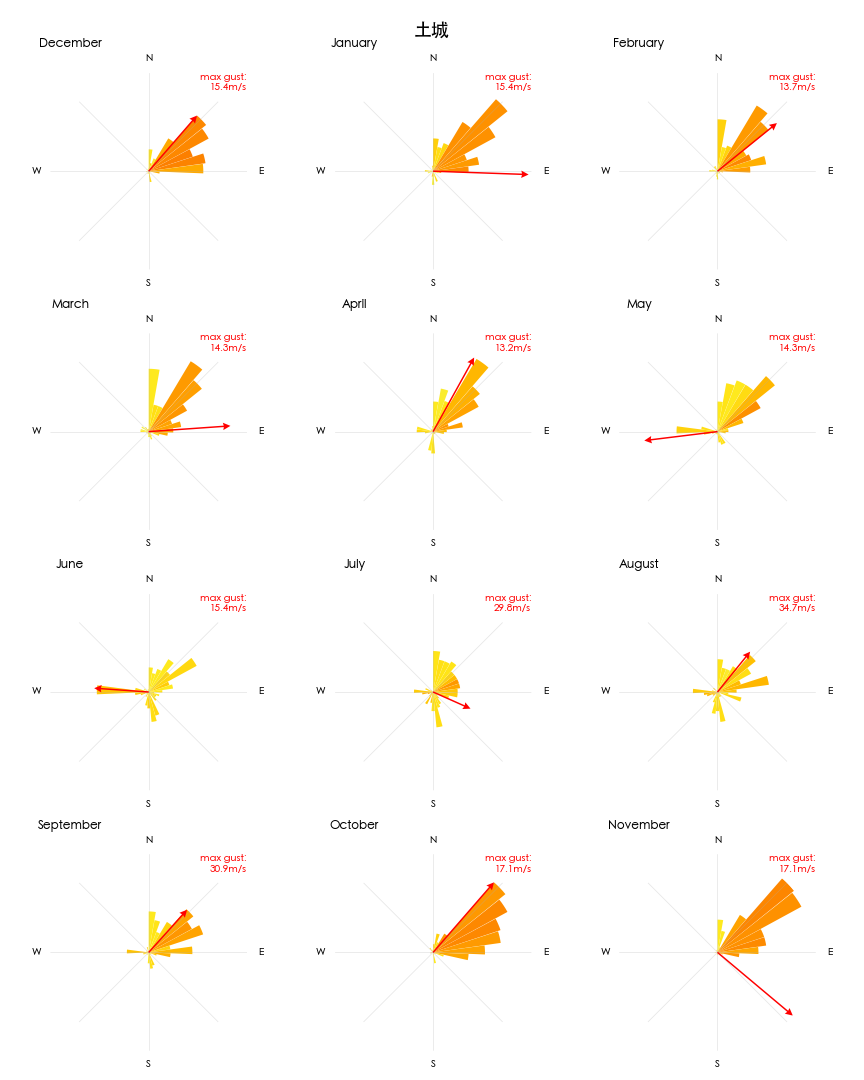 土城
December
January
February
N
N
N
max gust:
15.4m/s
max gust:
15.4m/s
max gust:
13.7m/s
W
E
W
E
W
E
S
S
S
March
April
May
N
N
N
max gust:
14.3m/s
max gust:
13.2m/s
max gust:
14.3m/s
W
E
W
E
W
E
S
S
S
June
July
August
N
N
N
max gust:
15.4m/s
max gust:
29.8m/s
max gust:
34.7m/s
W
E
W
E
W
E
S
S
S
September
October
November
N
N
N
max gust:
30.9m/s
max gust:
17.1m/s
max gust:
17.1m/s
W
E
W
E
W
E
S
S
S